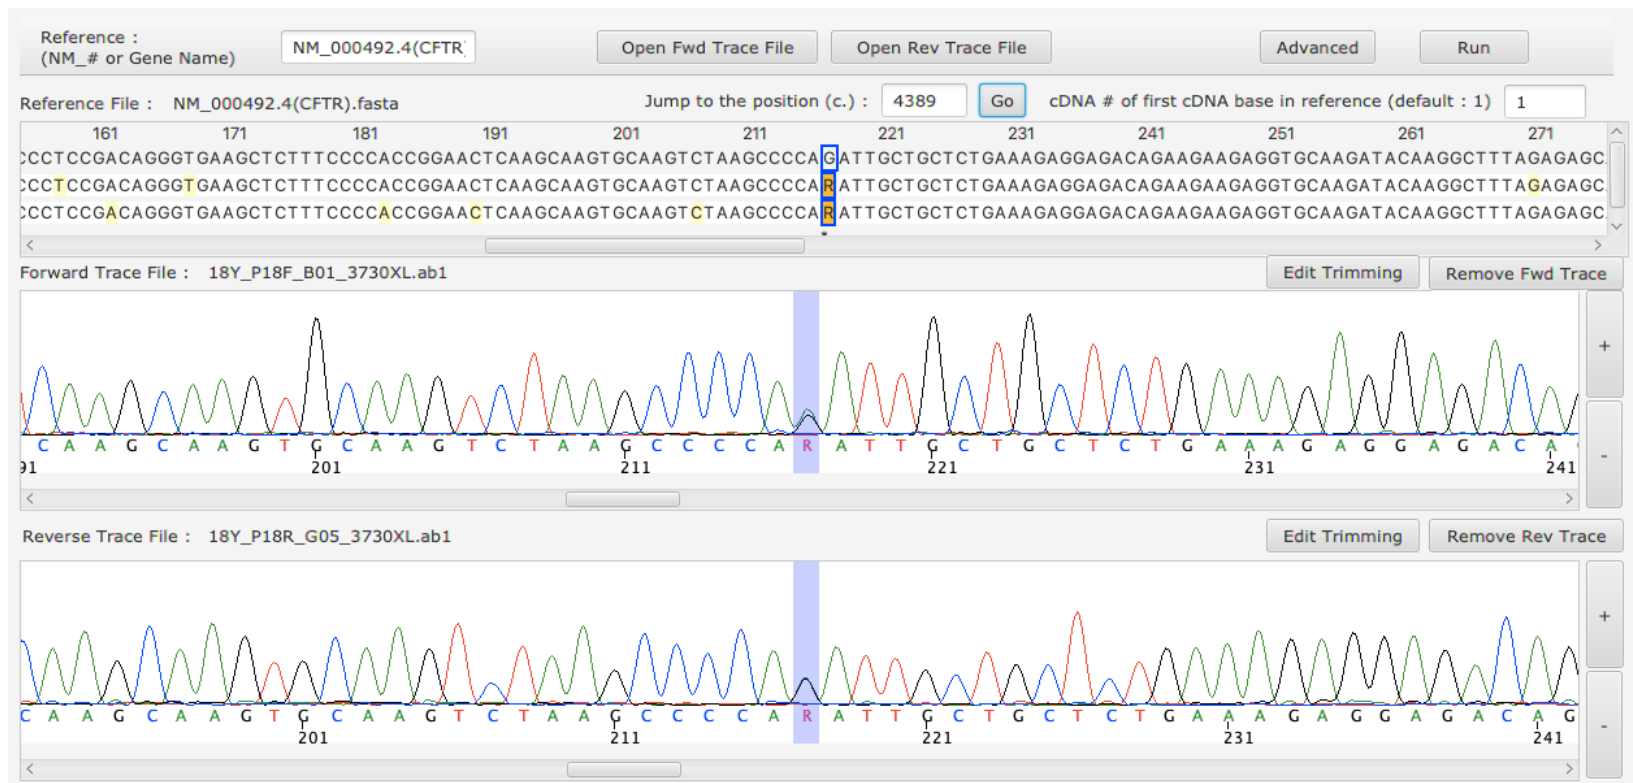 Reference :
(NM_# or Gene Name) NM_000492.4(CFTR) Open Fwd Trace File Open Rev Trace File Advanced Run
Reference File : NM_000492.4(CFTR).fasta Jump to the position (c.) : 4389 Go cDNA # of first cDNA base in reference (default : 1) 1
161 171 181 191 201 211 221 231 241 251 261 271
CCCTCCGACAGGGTGAAGCTCTTTCCCCACCGGAACTCAAGCAAGTGCAAGTCTAAGCCCCAGATTGCTGCTCTGAAAGAGGAGACAGAAGAAGAGGTGCAAGATACAAGGCTTTAGAGAGC
CCCTCCGACAGGGTGAAGCTCTTTCCCCACCGGAACTCAAGCAAGTGCAAGTCTAAGCCCCARATTGCTGCTCTGAAAGAGGAGACAGAAGAAGAGGTGCAAGATACAAGGCTTTAGAGAGC
CCCTCCGACAGGGTGAAGCTCTTTCCCCACCGGAACTCAAGCAAGTGCAAGTCTAAGCCCCARATTGCTGCTCTGAAAGAGGAGACAGAAGAAGAGGTGCAAGATACAAGGCTTTAGAGAGC
*
Forward Trace File : 18Y_P18F_B01_3730XL.ab1 Edit Trimming Remove Fwd Trace
+
C A A G C A A G T G C A A G T C T A A G C C C C A R A T T G C T G C T C T G A A A G A G G A G A C A
91 201 211 221 231 241
-
Reverse Trace File : 18Y_P18R_G05_3730XL.ab1 Edit Trimming Remove Rev Trace
+
C A A G C A A G T G C A A G T C T A A G C C C C A R A T T G C T G C T C T G A A A G A G G A G A C A G
201 211 221 231 241
-